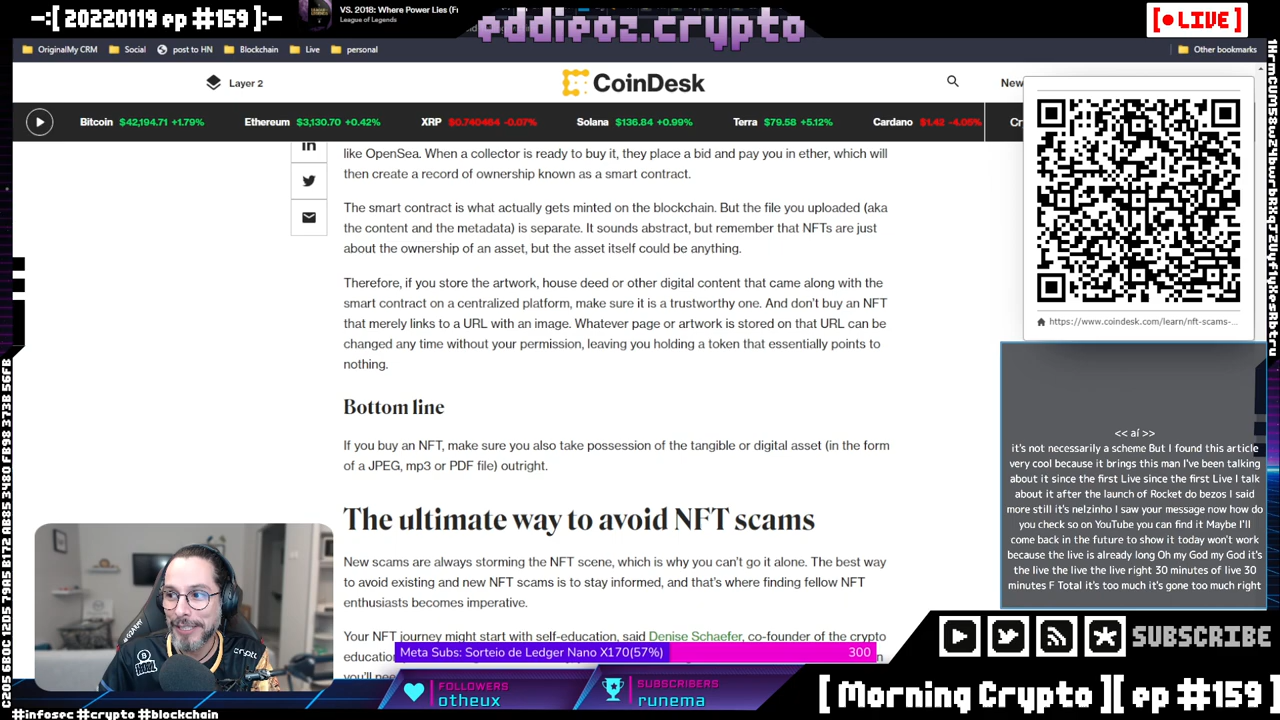 -:[ 20220119 ep #159 ]:-
VS. 2018: Where Power Lies (Fr
League of Legends
eddieoz.crypto
[ ● LIVE ]
OriginalMy CRM
Social
post to HN
Blockchain
Live
personal
Other bookmarks
Layer 2
CoinDesk
New
Bitcoin $42,194.71 +1.79%
Ethereum $3,130.70 +0.42%
XRP $0.740464 -0.07%
Solana $136.84 +0.99%
Terra $79.58 +5.12%
Cardano $1.42 -4.05%
Cr
like OpenSea. When a collector is ready to buy it, they place a bid and pay you in ether, which will
then create a record of ownership known as a smart contract.
The smart contract is what actually gets minted on the blockchain. But the file you uploaded (aka
the content and the metadata) is separate. It sounds abstract, but remember that NFTs are just
about the ownership of an asset, but the asset itself could be anything.
Therefore, if you store the artwork, house deed or other digital content that came along with the
smart contract on a centralized platform, make sure it is a trustworthy one. And don't buy an NFT
that merely links to a URL with an image. Whatever page or artwork is stored on that URL can be
changed any time without your permission, leaving you holding a token that essentially points to
nothing.
Bottom line
If you buy an NFT, make sure you also take possession of the tangible or digital asset (in the form
of a JPEG, mp3 or PDF file) outright.
The ultimate way to avoid NFT scams
New scams are always storming the NFT scene, which is why you can't go it alone. The best way
to avoid existing and new NFT scams is to stay informed, and that's where finding fellow NFT
enthusiasts becomes imperative.
Your NFT journey might start with self-education, said Denise Schaefer, co-founder of the crypto
https://www.coindesk.com/learn/nft-scams-...
<< aí >>
it's not necessarily a scheme But I found this article
very cool because it brings this man I've been talking
about it since the first Live since the first Live I talk
about it after the launch of Rocket do bezos I said
more still it's nelzinho I saw your message now how do
you check so on YouTube you can find it Maybe I'll
come back in the future to show it today won't work
because the live is already long Oh my God my God it's
the live the live the live right 30 minutes of live 30
minutes F Total it's too much it's gone too much right
Meta Subs: Sorteio de Ledger Nano X170(57%)
300
FOLLOWERS
otheux
SUBSCRIBERS
runema
SUBSCRIBE
[ Morning Crypto ][ ep #159 ]
#infosec #crypto #blockchain